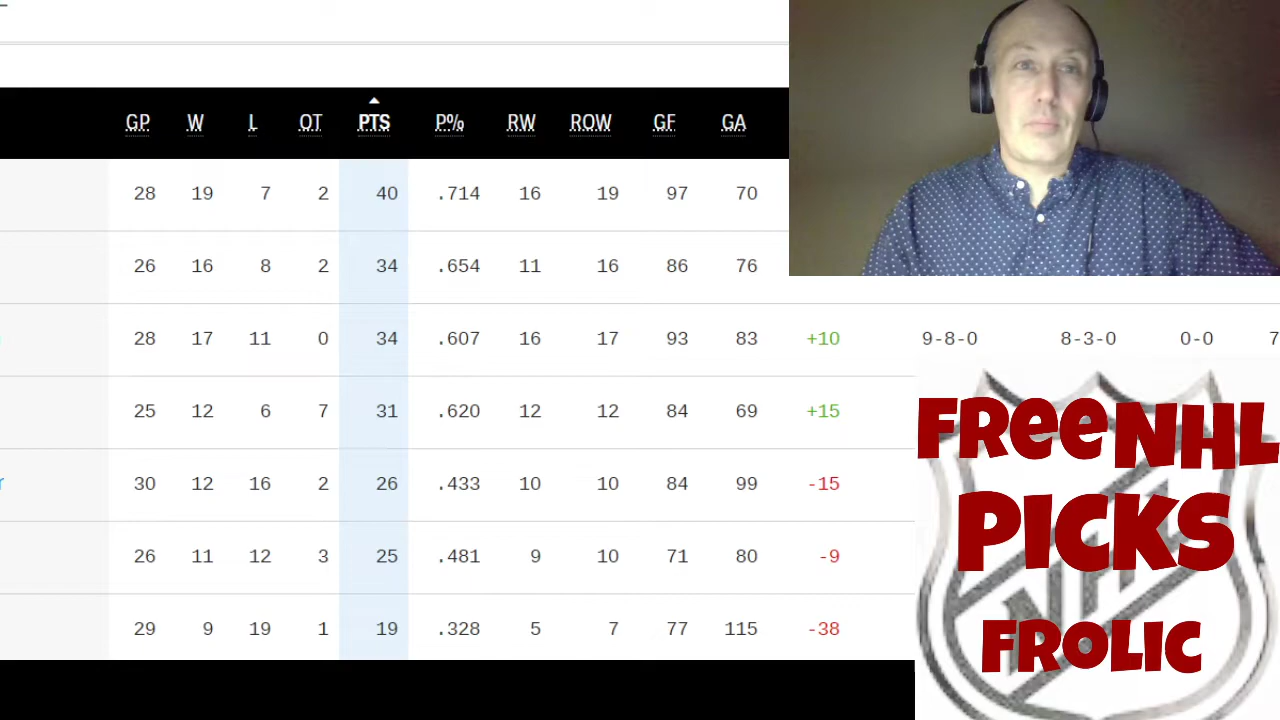 GP W L OT PTS P% RW ROW GF GA
28 19 7 2 40 .714 16 19 97 70
26 16 8 2 34 .654 11 16 86 76
28 17 11 0 34 .607 16 17 93 83 +10 9-8-0 8-3-0 0-0 7
25 12 6 7 31 .620 12 12 84 69 +15
r 30 12 16 2 26 .433 10 10 84 99 -15
26 11 12 3 25 .481 9 10 71 80 -9
29 9 19 1 19 .328 5 7 77 115 -38
FReeNHL
PICKS
FROLIC
NHL